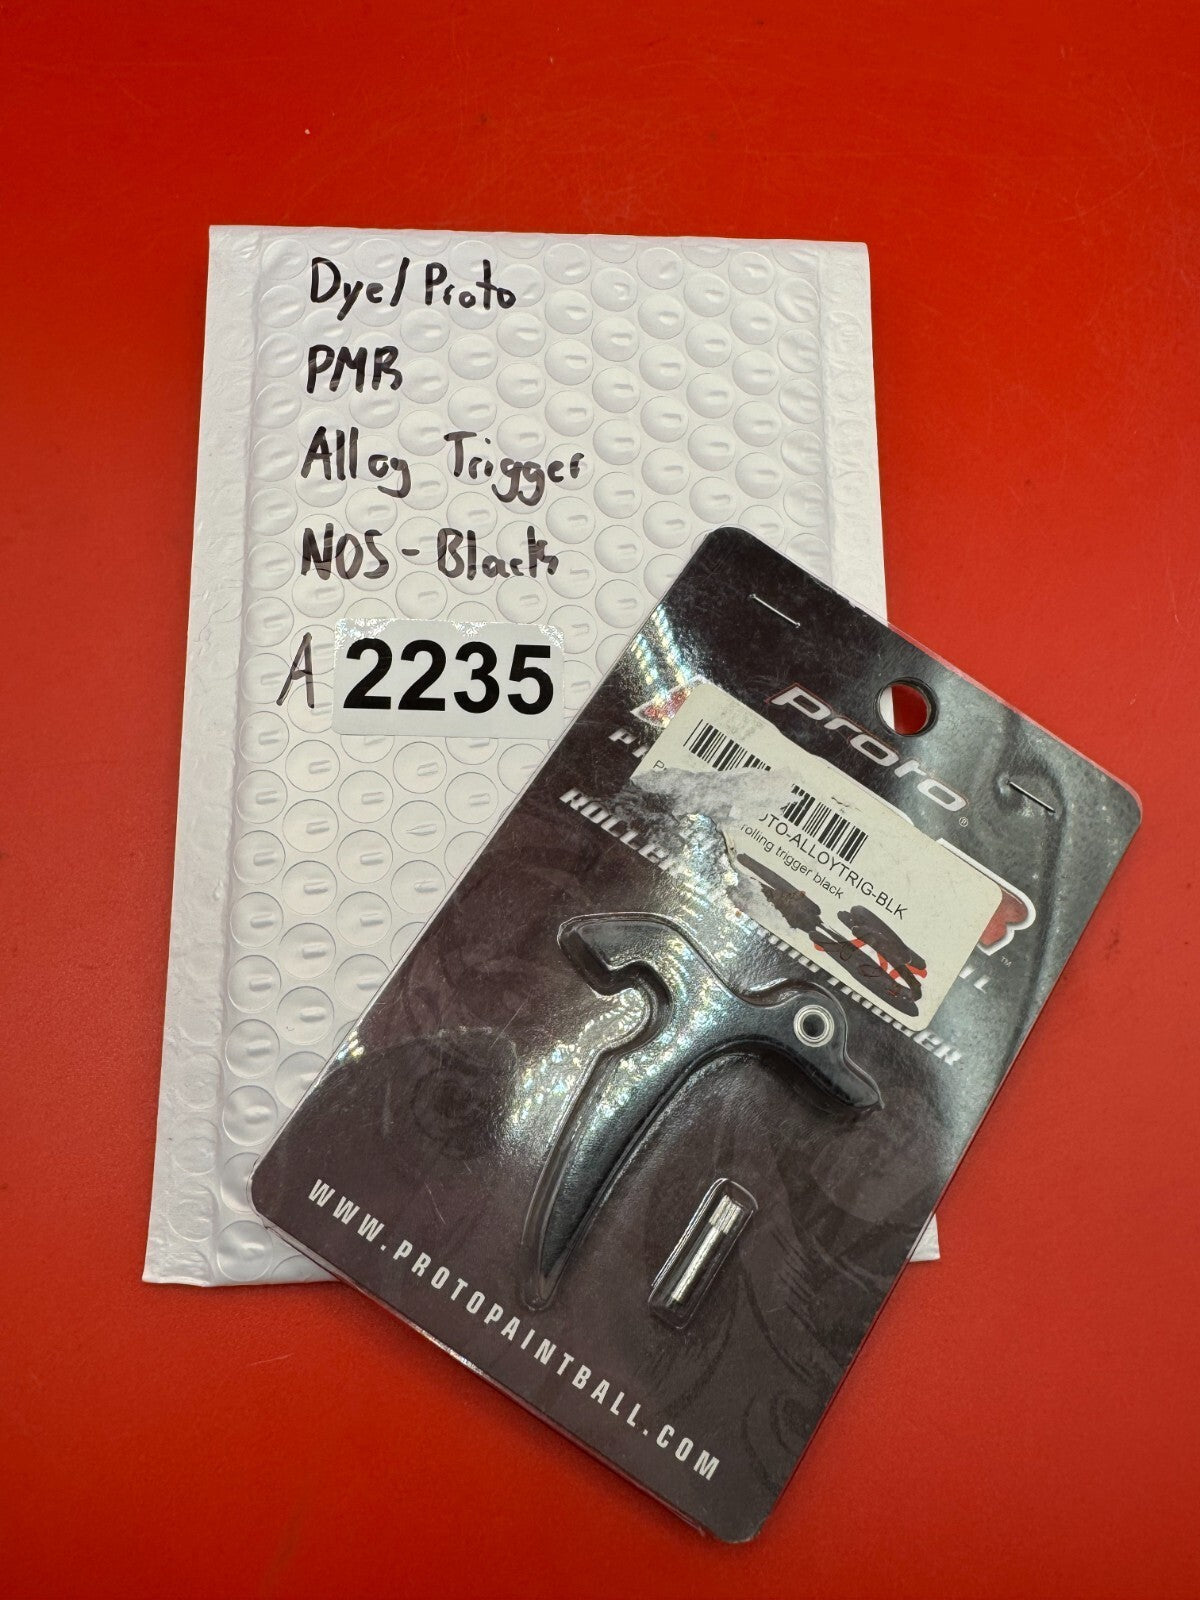 Dye/Proto
PMR
Alloy Trigger
NOS-Black
A 2235
PROTO®
OTO-ALLOYTRIG-BLK
rolling trigger black
ROLLER
TRIGGER
TM
WWW.PROTOPAINTBALL.COM